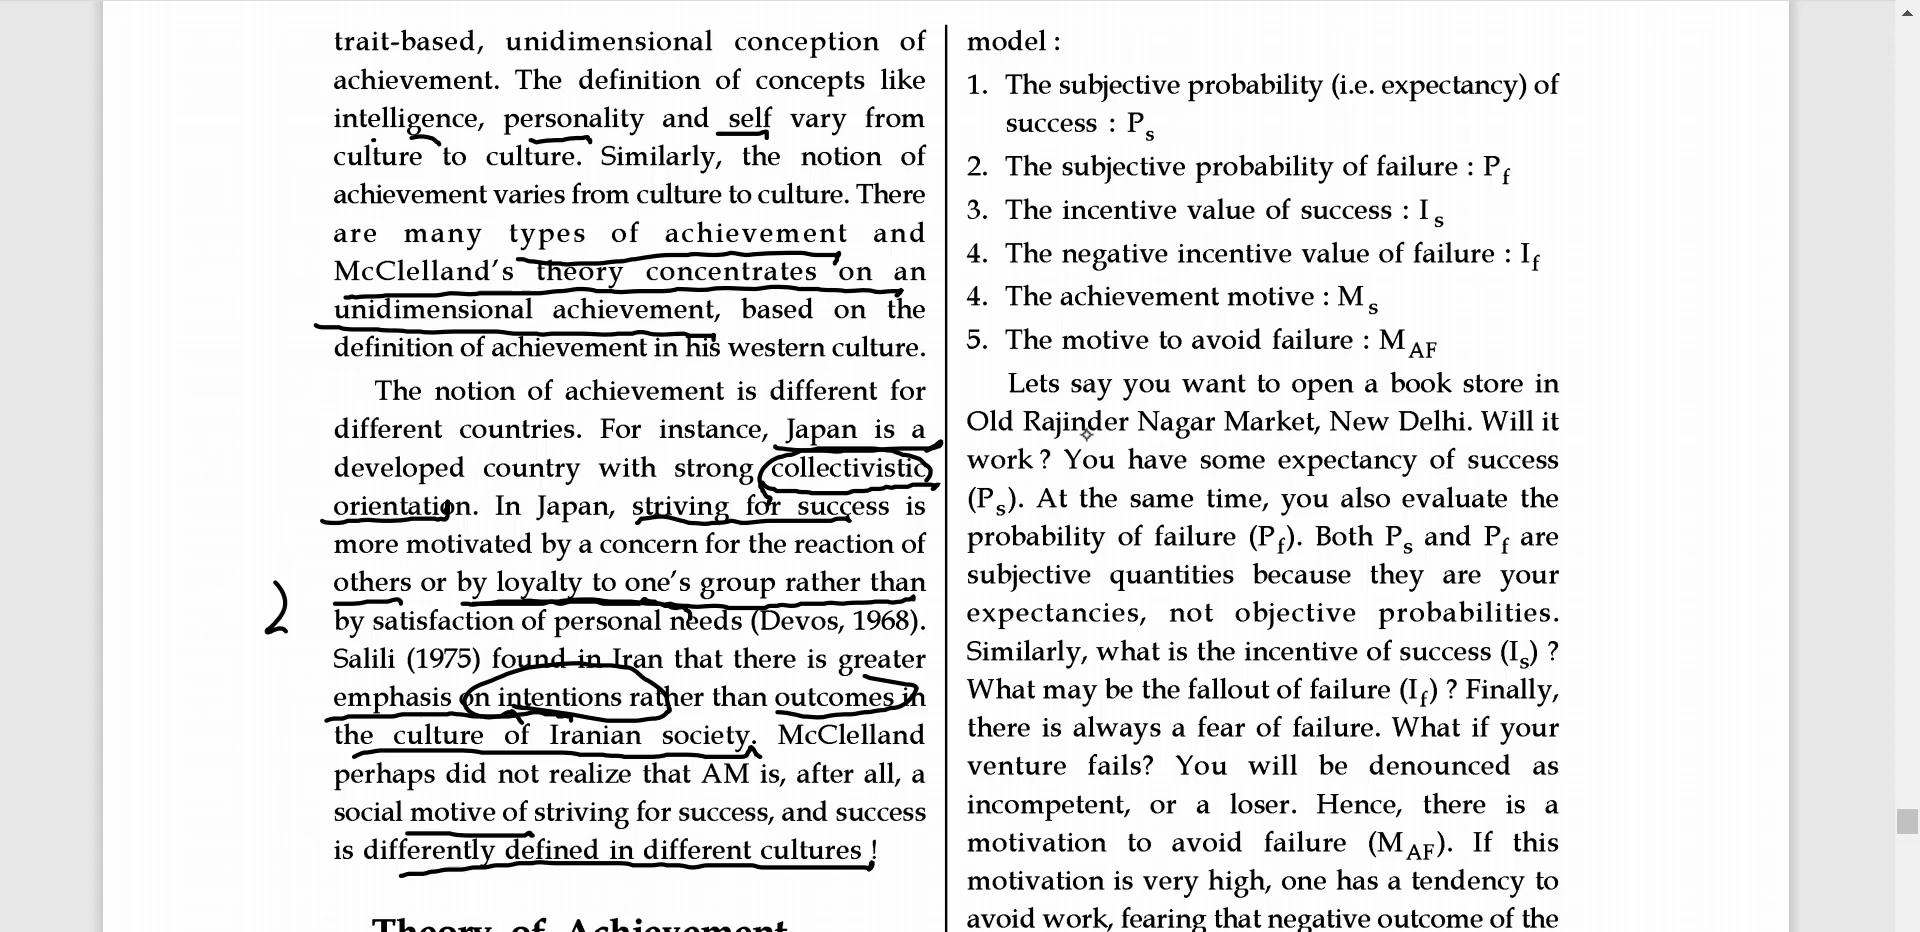 trait-based, unidimensional conception of
achievement. The definition of concepts like
intelligence, personality and self vary from
culture to culture. Similarly, the notion of
achievement varies from culture to culture. There
are many types of achievement and
McClelland's theory concentrates on an
unidimensional achievement, based on the
definition of achievement in his western culture.
The notion of achievement is different for
different countries. For instance, Japan is a
developed country with strong collectivistic
orientation. In Japan, striving for success is
more motivated by a concern for the reaction of
others or by loyalty to one's group rather than
by satisfaction of personal needs (Devos, 1968).
Salili (1975) found in Iran that there is greater
emphasis on intentions rather than outcomes in
the culture of Iranian society. McClelland
perhaps did not realize that AM is, after all, a
social motive of striving for success, and success
is differently defined in different cultures !
2
Theory of Achievement
model :
1. The subjective probability (i.e. expectancy) of
success : Ps
2. The subjective probability of failure : Pf
3. The incentive value of success : Is
4. The negative incentive value of failure : If
4. The achievement motive : Ms
5. The motive to avoid failure : MAF
Lets say you want to open a book store in
Old Rajinder Nagar Market, New Delhi. Will it
work ? You have some expectancy of success
(Ps). At the same time, you also evaluate the
probability of failure (Pf). Both Ps and Pf are
subjective quantities because they are your
expectancies, not objective probabilities.
Similarly, what is the incentive of success (Is) ?
What may be the fallout of failure (If) ? Finally,
there is always a fear of failure. What if your
venture fails? You will be denounced as
incompetent, or a loser. Hence, there is a
motivation to avoid failure (MAF). If this
motivation is very high, one has a tendency to
avoid work, fearing that negative outcome of the